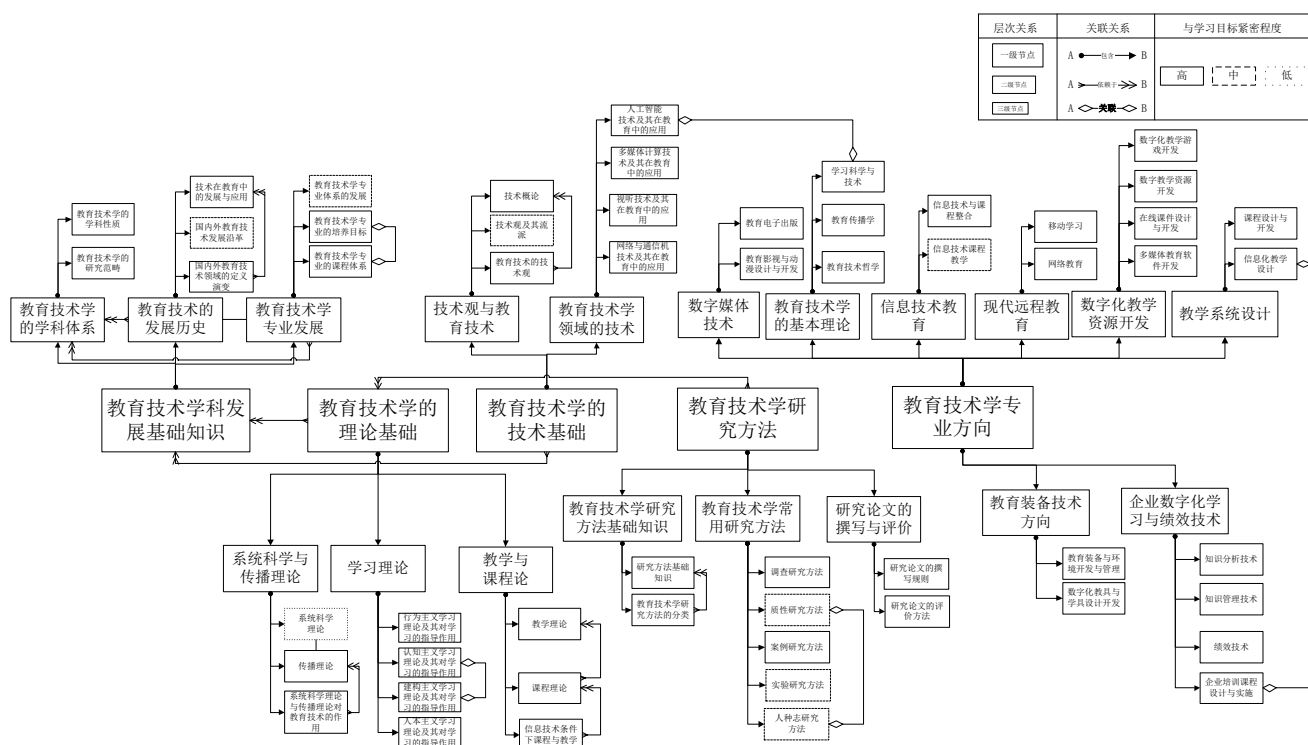 层次关系
关联关系
与学习目标紧密程度
一级节点
A 包含 B
高
中
低
二级节点
A 依赖于 B
三级节点
A 关联 B
人工智能
技术及其在教
育中的应用
多媒体计算技
术及其在教育
中的应用
视听技术及其
在教育中的应
用
网络与通信机
技术及其在教
育中的应用
数字化教学游
戏开发
数字教学资源
开发
在线课件设计
与开发
多媒体教育软
件开发
学习科学与
技术
教育传播学
教育技术哲学
技术在教育中
的发展与应用
国内外教育技
术发展沿革
国内外教育技
术领域的定义
演变
教育技术学专
业体系的发展
教育技术学专
业的培养目标
教育技术学专
业的课程体系
教育技术学的
学科性质
教育技术学的
研究范畴
技术概论
技术观及其流
派
教育技术的技
术观
教育电子出版
教育影视与动
漫设计与开发
信息技术与课
程整合
信息技术课程
教学
移动学习
网络教育
课程设计与
开发
信息化教学
设计
教育技术学
的学科体系
教育技术的
发展历史
教育技术学
专业发展
技术观与教
育技术
教育技术学
领域的技术
数字媒体
技术
教育技术学
的基本理论
信息技术教
育
现代远程教
育
数字化教学
资源开发
教学系统设计
教育技术学科发
展基础知识
教育技术学的
理论基础
教育技术学的
技术基础
教育技术学研
究方法
教育技术学专
业方向
系统科学与
传播理论
学习理论
教学与
课程论
教育技术学研究
方法基础知识
教育技术学常
用研究方法
研究论文的
撰写与评价
教育装备技术
方向
企业数字化学
习与绩效技术
系统科学
理论
传播理论
系统科学理论
与传播理论对
教育技术的作
用
行为主义学习
理论及其对学
习的指导作用
认知主义学习
理论及其对学
习的指导作用
建构主义学习
理论及其对学
习的指导作用
人本主义学习
理论及其对学
习的指导作用
教学理论
课程理论
信息技术条件
下课程与教学
研究方法基础
知识
教育技术学研
究方法的分类
调查研究方法
质性研究方法
案例研究方法
实验研究方法
人种志研究
方法
研究论文的撰
写规则
研究论文的评
价方法
教育装备与环
境开发与管理
数字化教具与
学具设计开发
知识分析技术
知识管理技术
绩效技术
企业培训课程
设计与实施